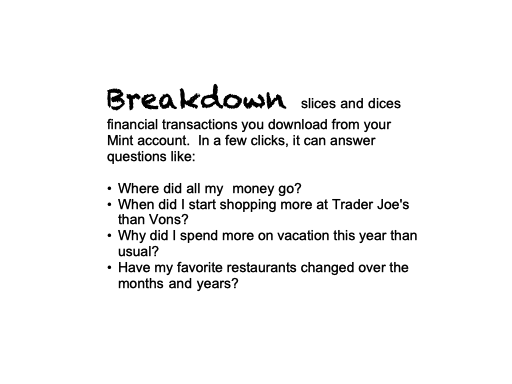 Breakdown slices and dices
financial transactions you download from your
Mint account.  In a few clicks, it can answer
questions like:
• Where did all my  money go?
• When did I start shopping more at Trader Joe's
than Vons?
• Why did I spend more on vacation this year than
usual?
• Have my favorite restaurants changed over the
months and years?